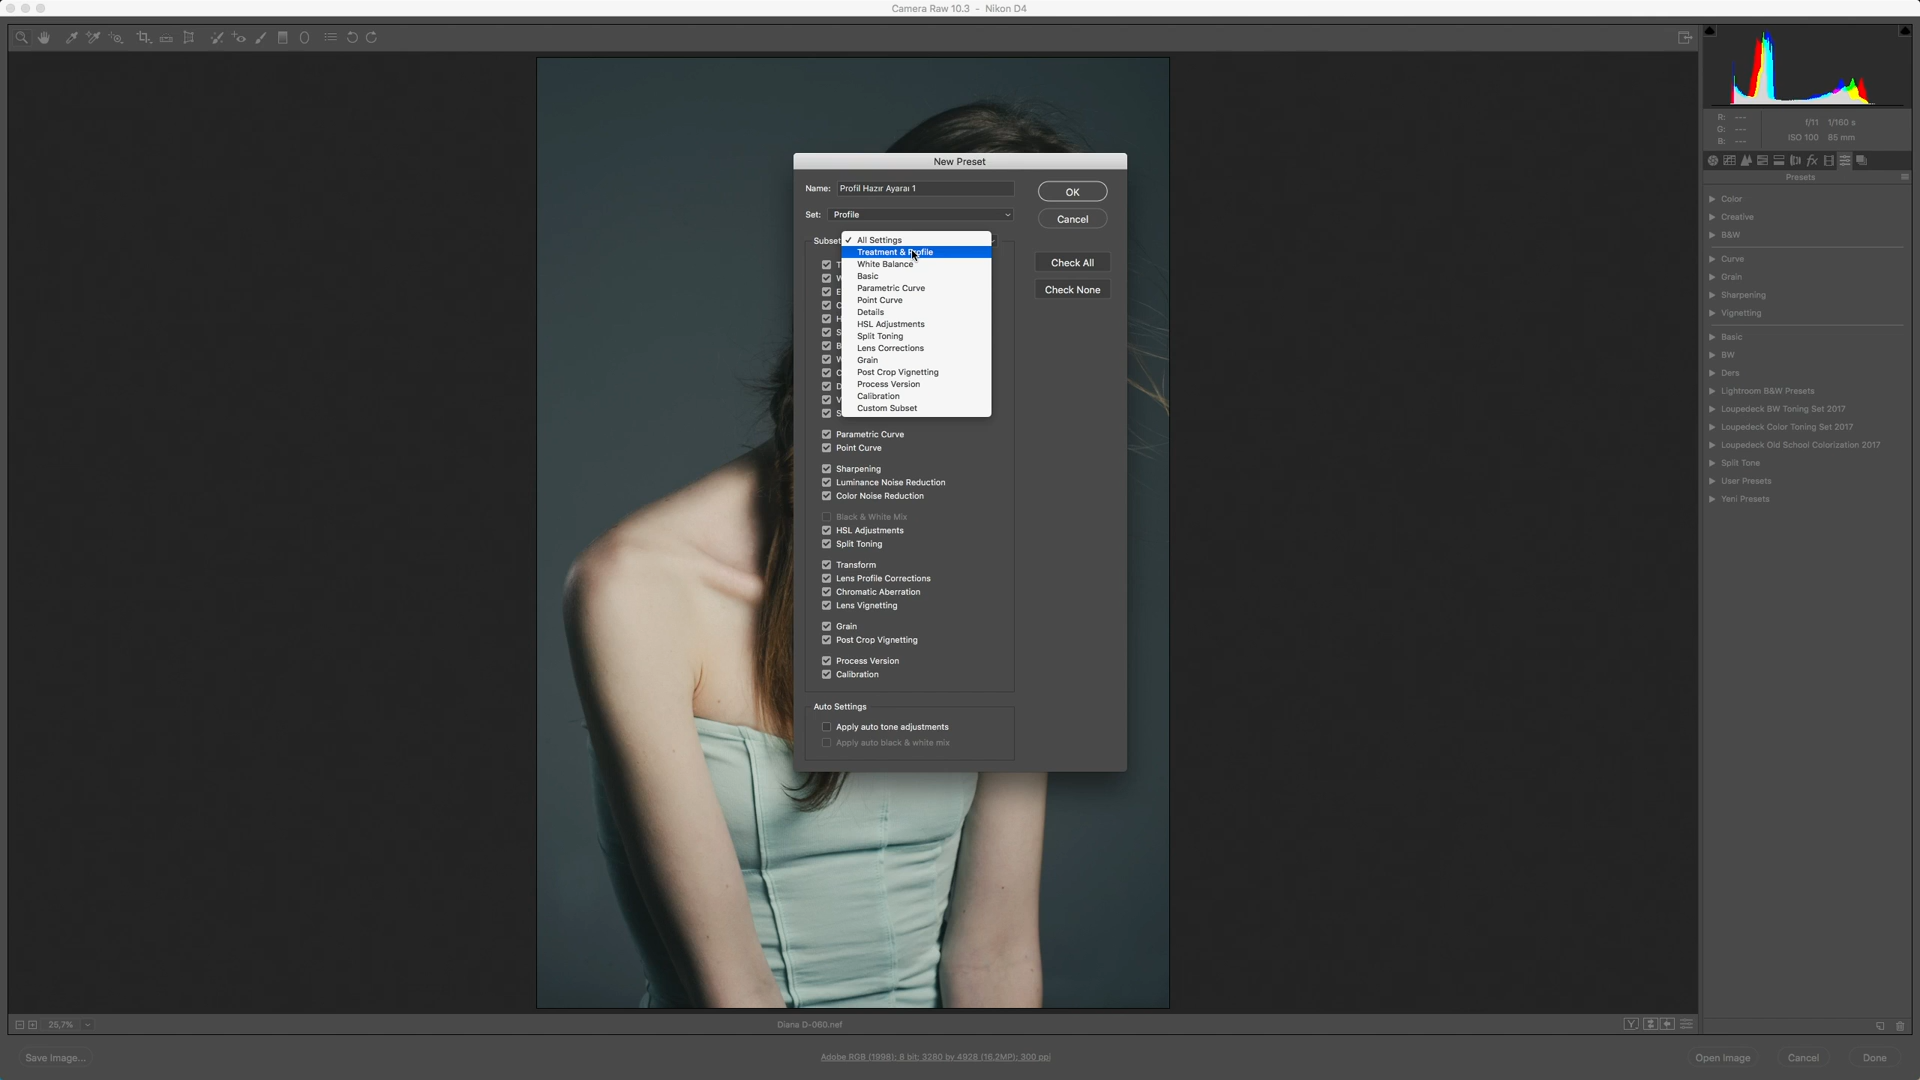 Camera Raw 10.3 - Nikon D4
R: ---
G: ---
B: ---
f/11 1/160 s
ISO 100 85 mm
Presets
Color
Creative
B&W
Curve
Grain
Sharpening
Vignetting
Basic
BW
Ders
Lightroom B&W Presets
Loupedeck BW Toning Set 2017
Loupedeck Color Toning Set 2017
Loupedeck Old School Colorization 2017
Split Tone
User Presets
Yeni Presets
New Preset
Name: Profil Hazır Ayaraı 1
OK
Set: Profile
Cancel
Subset
All Settings
Treatment & Profile
White Balance
Basic
Parametric Curve
Point Curve
Details
HSL Adjustments
Split Toning
Lens Corrections
Grain
Post Crop Vignetting
Process Version
Calibration
Custom Subset
Check All
Check None
Parametric Curve
Point Curve
Sharpening
Luminance Noise Reduction
Color Noise Reduction
Black & White Mix
HSL Adjustments
Split Toning
Transform
Lens Profile Corrections
Chromatic Aberration
Lens Vignetting
Grain
Post Crop Vignetting
Process Version
Calibration
Auto Settings
Apply auto tone adjustments
Apply auto black & white mix
25,7%
Diana D-060.nef
Y
Save Image...
Adobe RGB (1998); 8 bit; 3280 by 4928 (16.2MP); 300 ppi
Open Image
Cancel
Done